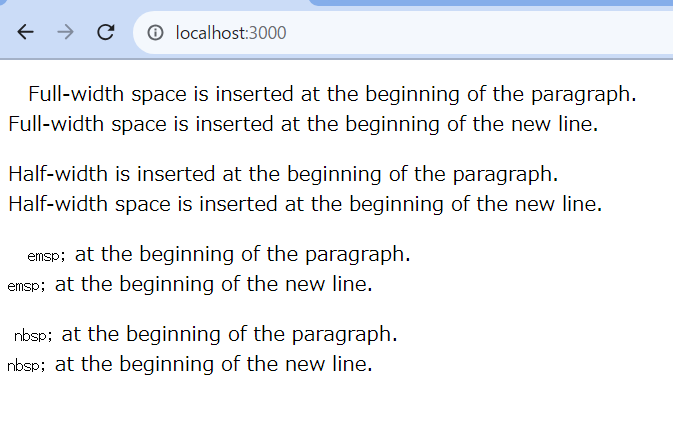 localhost:3000
Full-width space is inserted at the beginning of the paragraph.
Full-width space is inserted at the beginning of the new line.
Half-width is inserted at the beginning of the paragraph.
Half-width space is inserted at the beginning of the new line.
emsp; at the beginning of the paragraph.
emsp; at the beginning of the new line.
nbsp; at the beginning of the paragraph.
nbsp; at the beginning of the new line.